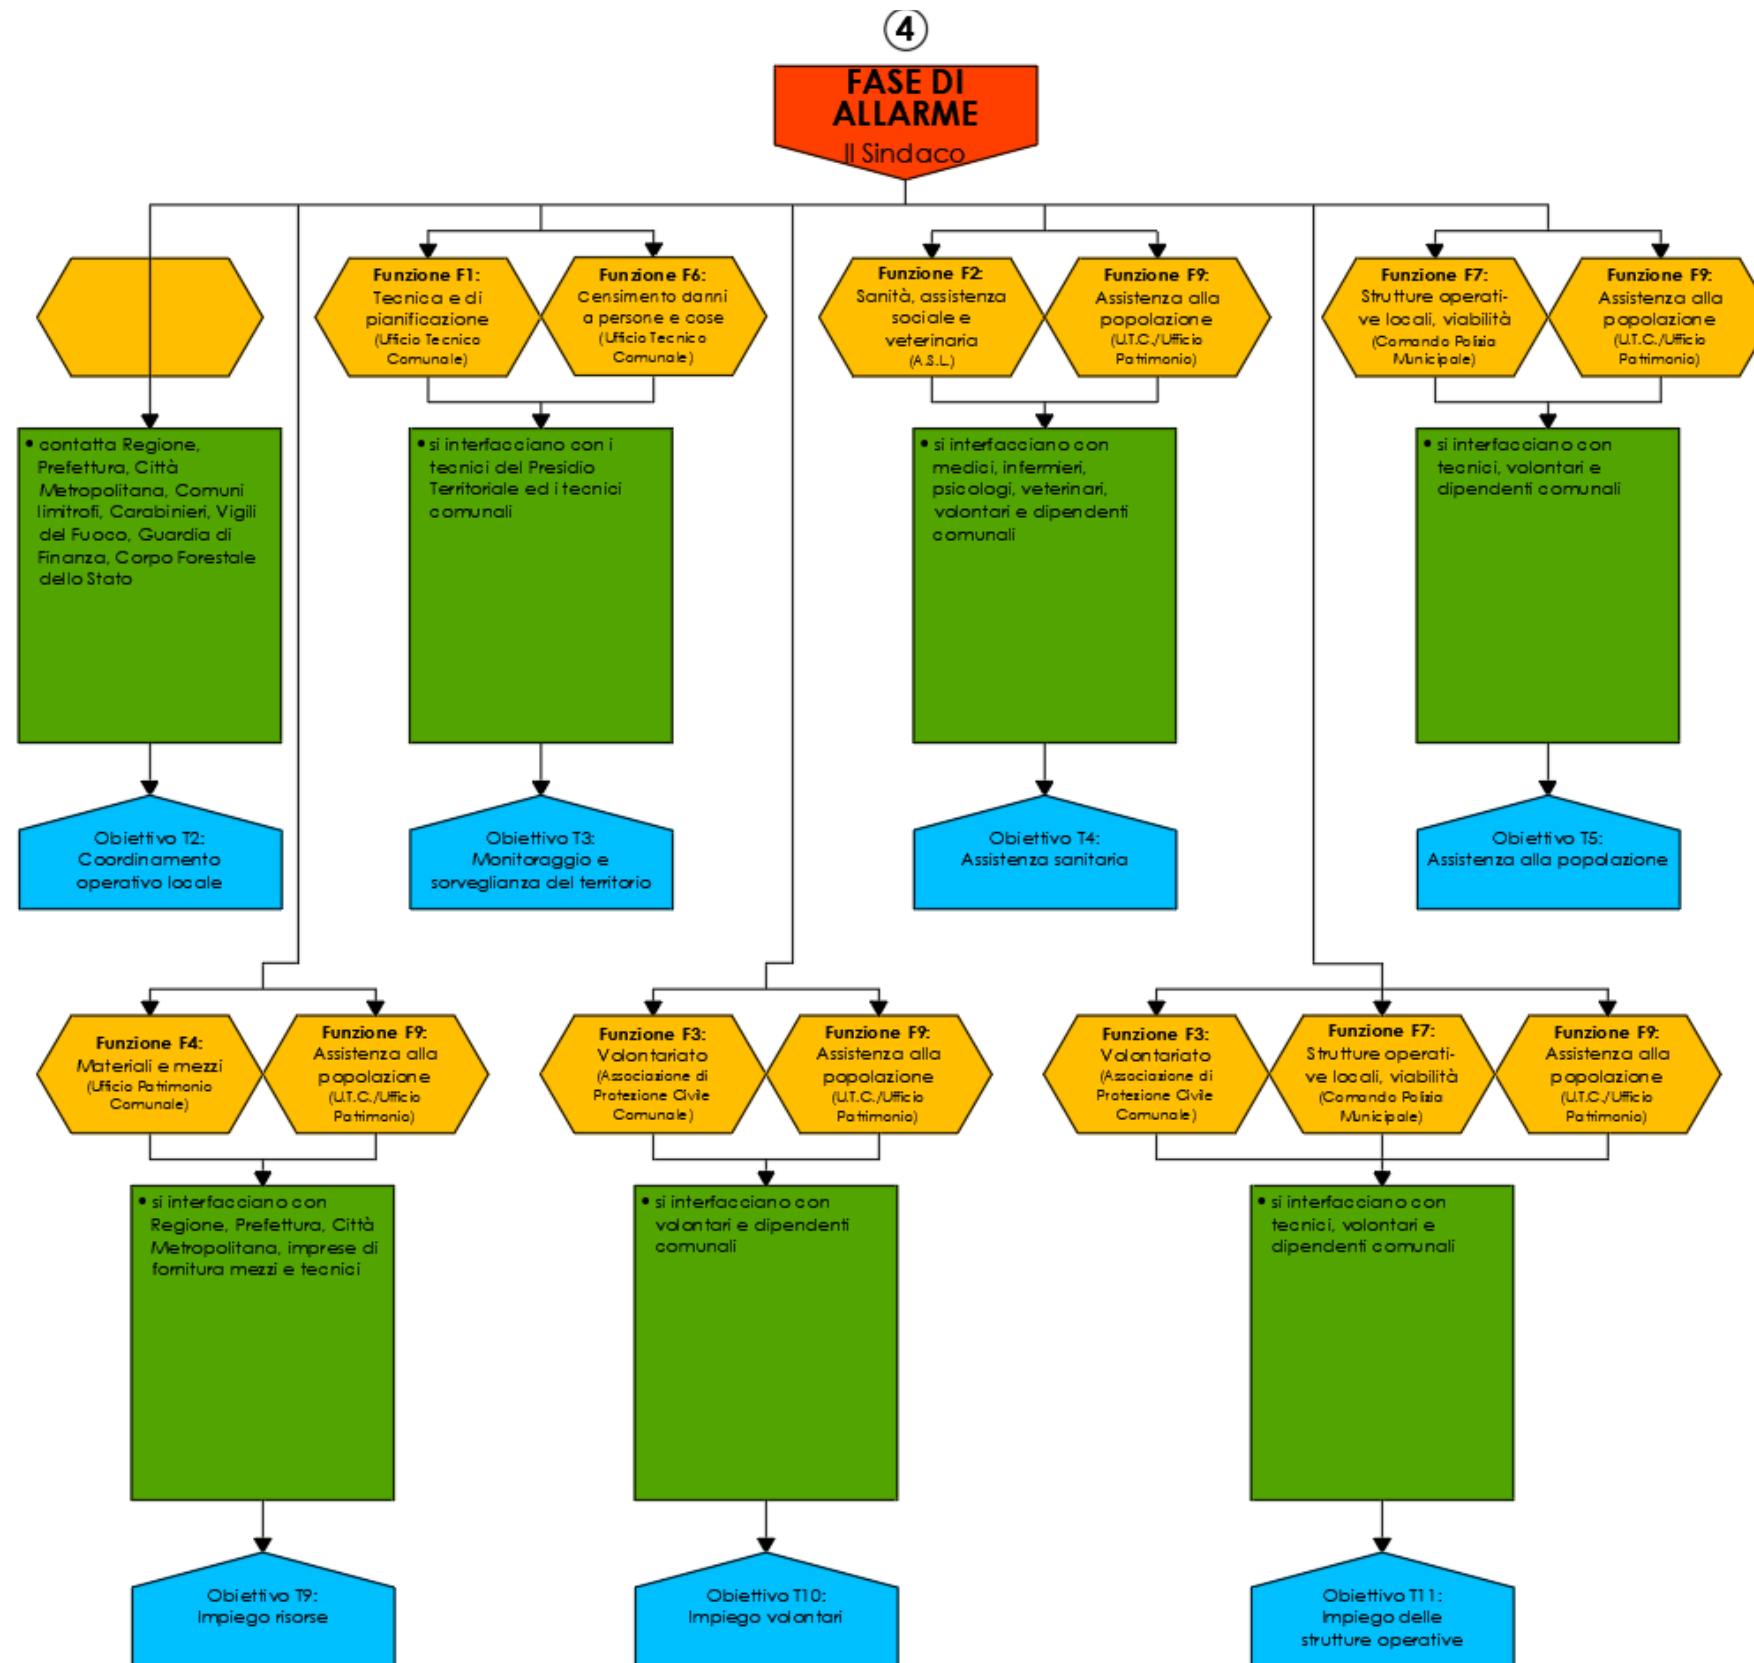 4
FASE DI
ALLARME
Il Sindaco
Funzione F1:
Tecnica e di
pianificazione
(Ufficio Tecnico
Comunale)
Funzione F6:
Censimento danni
a persone e cose
(Ufficio Tecnico
Comunale)
Funzione F2:
Sanità, assistenza
sociale e
veterinaria
(A.S.L.)
Funzione F9:
Assistenza alla
popolazione
(U.T.C./Ufficio
Patrimonio)
Funzione F7:
Strutture operati-
ve locali, viabilità
(Comando Polizia
Municipale)
Funzione F9:
Assistenza alla
popolazione
(U.T.C./Ufficio
Patrimonio)
• contatta Regione,
Prefettura, Città
Metropolitana, Comuni
limitrofi, Carabinieri, Vigili
del Fuoco, Guardia di
Finanza, Corpo Forestale
dello Stato
• si interfacciano con i
tecnici del Presidio
Territoriale ed i tecnici
comunali
• si interfacciano con
medici, infermieri,
psicologi, veterinari,
volontari e dipendenti
comunali
• si interfacciano con
tecnici, volontari e
dipendenti comunali
Obiettivo T2:
Coordinamento
operativo locale
Obiettivo T3:
Monitoraggio e
sorveglianza del territorio
Obiettivo T4:
Assistenza sanitaria
Obiettivo T5:
Assistenza alla popolazione
Funzione F4:
Materiali e mezzi
(Ufficio Patrimonio
Comunale)
Funzione F9:
Assistenza alla
popolazione
(U.T.C./Ufficio
Patrimonio)
Funzione F3:
Volontariato
(Associazione di
Protezione Civile
Comunale)
Funzione F9:
Assistenza alla
popolazione
(U.T.C./Ufficio
Patrimonio)
Funzione F3:
Volontariato
(Associazione di
Protezione Civile
Comunale)
Funzione F7:
Strutture operati-
ve locali, viabilità
(Comando Polizia
Municipale)
Funzione F9:
Assistenza alla
popolazione
(U.T.C./Ufficio
Patrimonio)
• si interfacciano con
Regione, Prefettura, Città
Metropolitana, imprese di
fornitura mezzi e tecnici
• si interfacciano con
volontari e dipendenti
comunali
• si interfacciano con
tecnici, volontari e
dipendenti comunali
Obiettivo T9:
Impiego risorse
Obiettivo T10:
Impiego volontari
Obiettivo T11:
Impiego delle
strutture operative